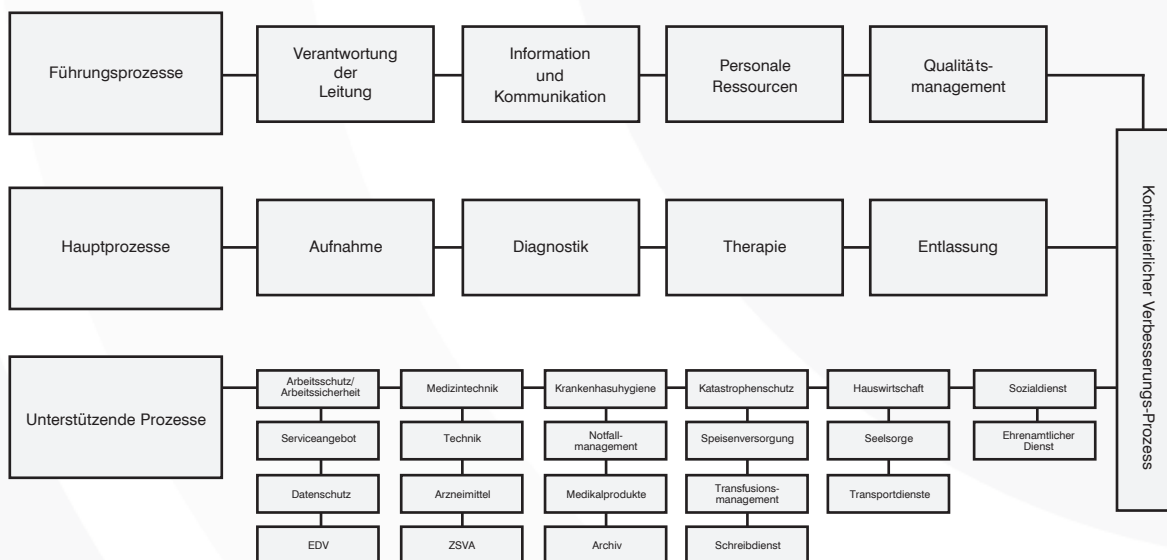 Führungsprozesse
Verantwortung
der
Leitung
Information
und
Kommunikation
Personale
Ressourcen
Qualitäts-
management
Hauptprozesse
Aufnahme
Diagnostik
Therapie
Entlassung
Unterstützende Prozesse
Arbeitsschutz/
Arbeitssicherheit
Medizintechnik
Krankenhasuhygiene
Katastrophenschutz
Hauswirtschaft
Sozialdienst
Serviceangebot
Technik
Notfall-
management
Speisenversorgung
Seelsorge
Ehrenamtlicher
Dienst
Datenschutz
Arzneimittel
Medikalprodukte
Transfusions-
management
Transportdienste
EDV
ZSVA
Archiv
Schreibdienst
Kontinuierlicher Verbesserungs-Prozess